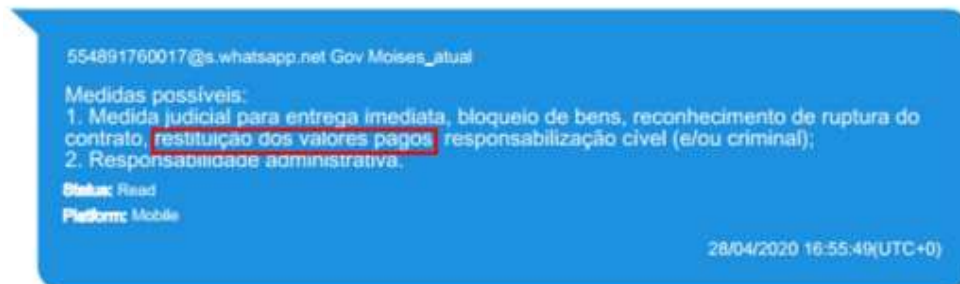 554891760017@s.whatsapp.net Gov Moises_atual
Medidas possíveis:
1. Medida judicial para entrega imediata, bloqueio de bens, reconhecimento de ruptura do
contrato, restituição dos valores pagos, responsabilização cível (e/ou criminal);
2. Responsabilidade administrativa.
Status: Read
Platform: Mobile
28/04/2020 16:55:49(UTC+0)